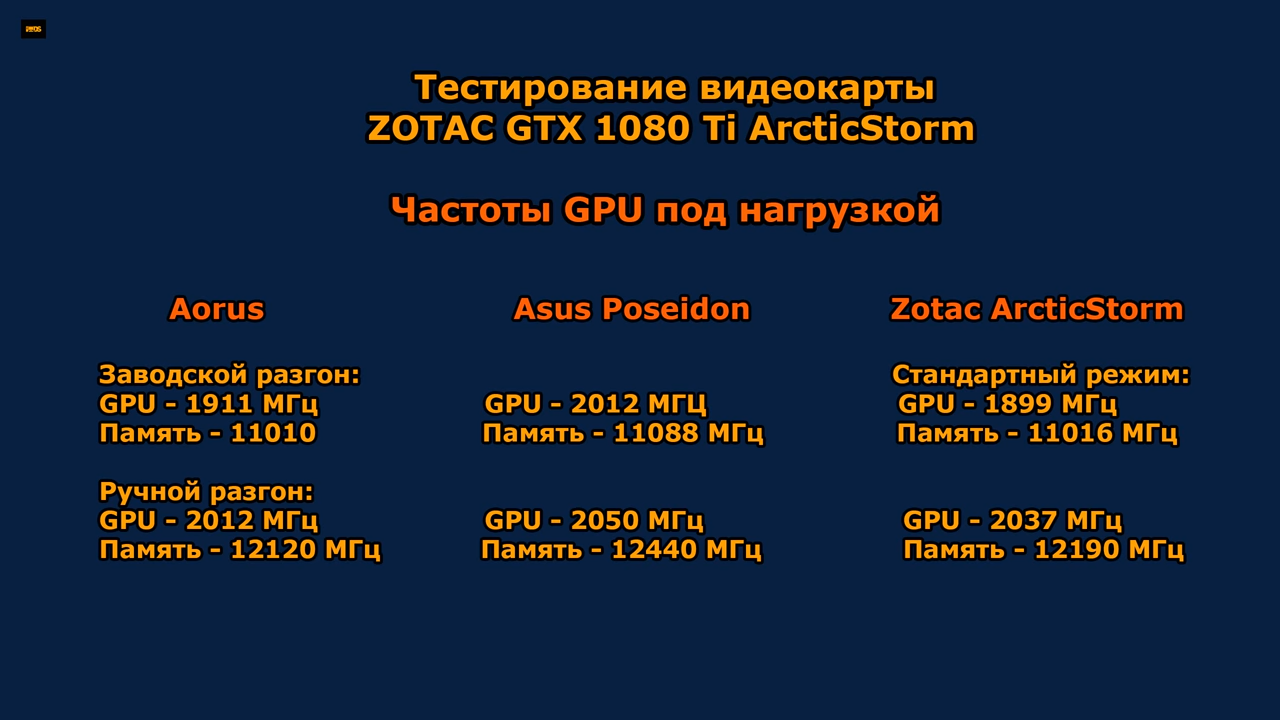 Тестирование видеокарты
ZOTAC GTX 1080 Ti ArcticStorm
Частоты GPU под нагрузкой
Aorus
Asus Poseidon
Zotac ArcticStorm
Заводской разгон:
GPU - 1911 МГц
Память - 11010
GPU - 2012 МГЦ
Память - 11088 МГц
Стандартный режим:
GPU - 1899 МГц
Память - 11016 МГц
Ручной разгон:
GPU - 2012 МГц
Память - 12120 МГц
GPU - 2050 МГц
Память - 12440 МГц
GPU - 2037 МГц
Память - 12190 МГц